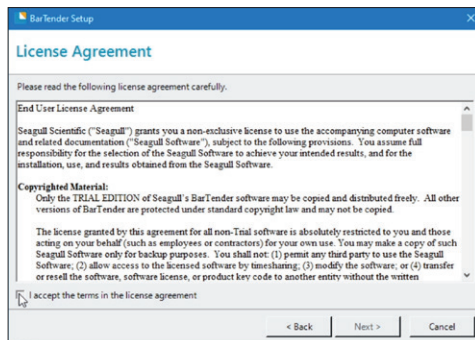 BarTender Setup
License Agreement
Please read the following license agreement carefully.
End User License Agreement
Seagull Scientific ("Seagull") grants you a non-exclusive license to use the accompanying computer software
and related documentation ("Seagull Software"), subject to the following provisions. You assume full
responsibility for the selection of the Seagull Software to achieve your intended results, and for the
installation, use, and results obtained from the Seagull Software.
Copyrighted Material:
Only the TRIAL EDITION of Seagull's BarTender software may be copied and distributed freely. All other
versions of BarTender are protected under standard copyright law and may not be copied.
The license granted by this agreement for all non-Trial software is absolutely restricted to you and those
acting on your behalf (such as employees or contractors) for your own use. You may make a copy of such
Seagull Software only for backup purposes. You shall not: (1) permit any third party to use the Seagull
Software; (2) allow access to the licensed software by timesharing; (3) modify the software; or (4) transfer
or resell the software, software license, or product key code to another entity without the written
I accept the terms in the license agreement
< Back Next > Cancel